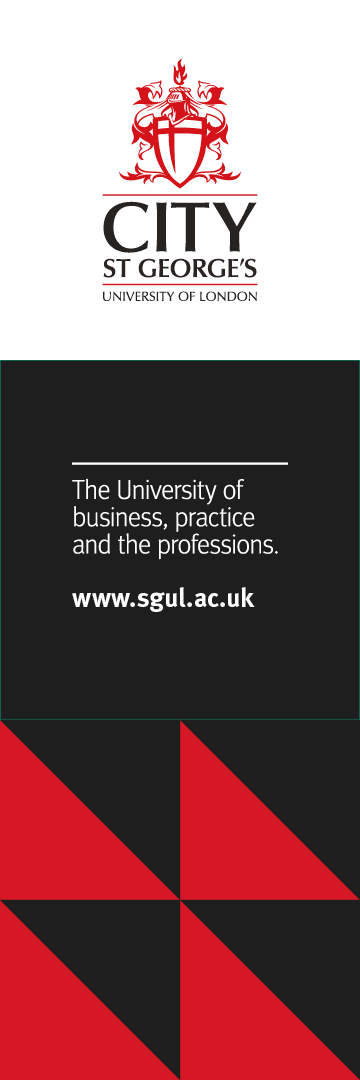 CITY
ST GEORGE'S
UNIVERSITY OF LONDON
The University of
business, practice
and the professions.
www.sgul.ac.uk